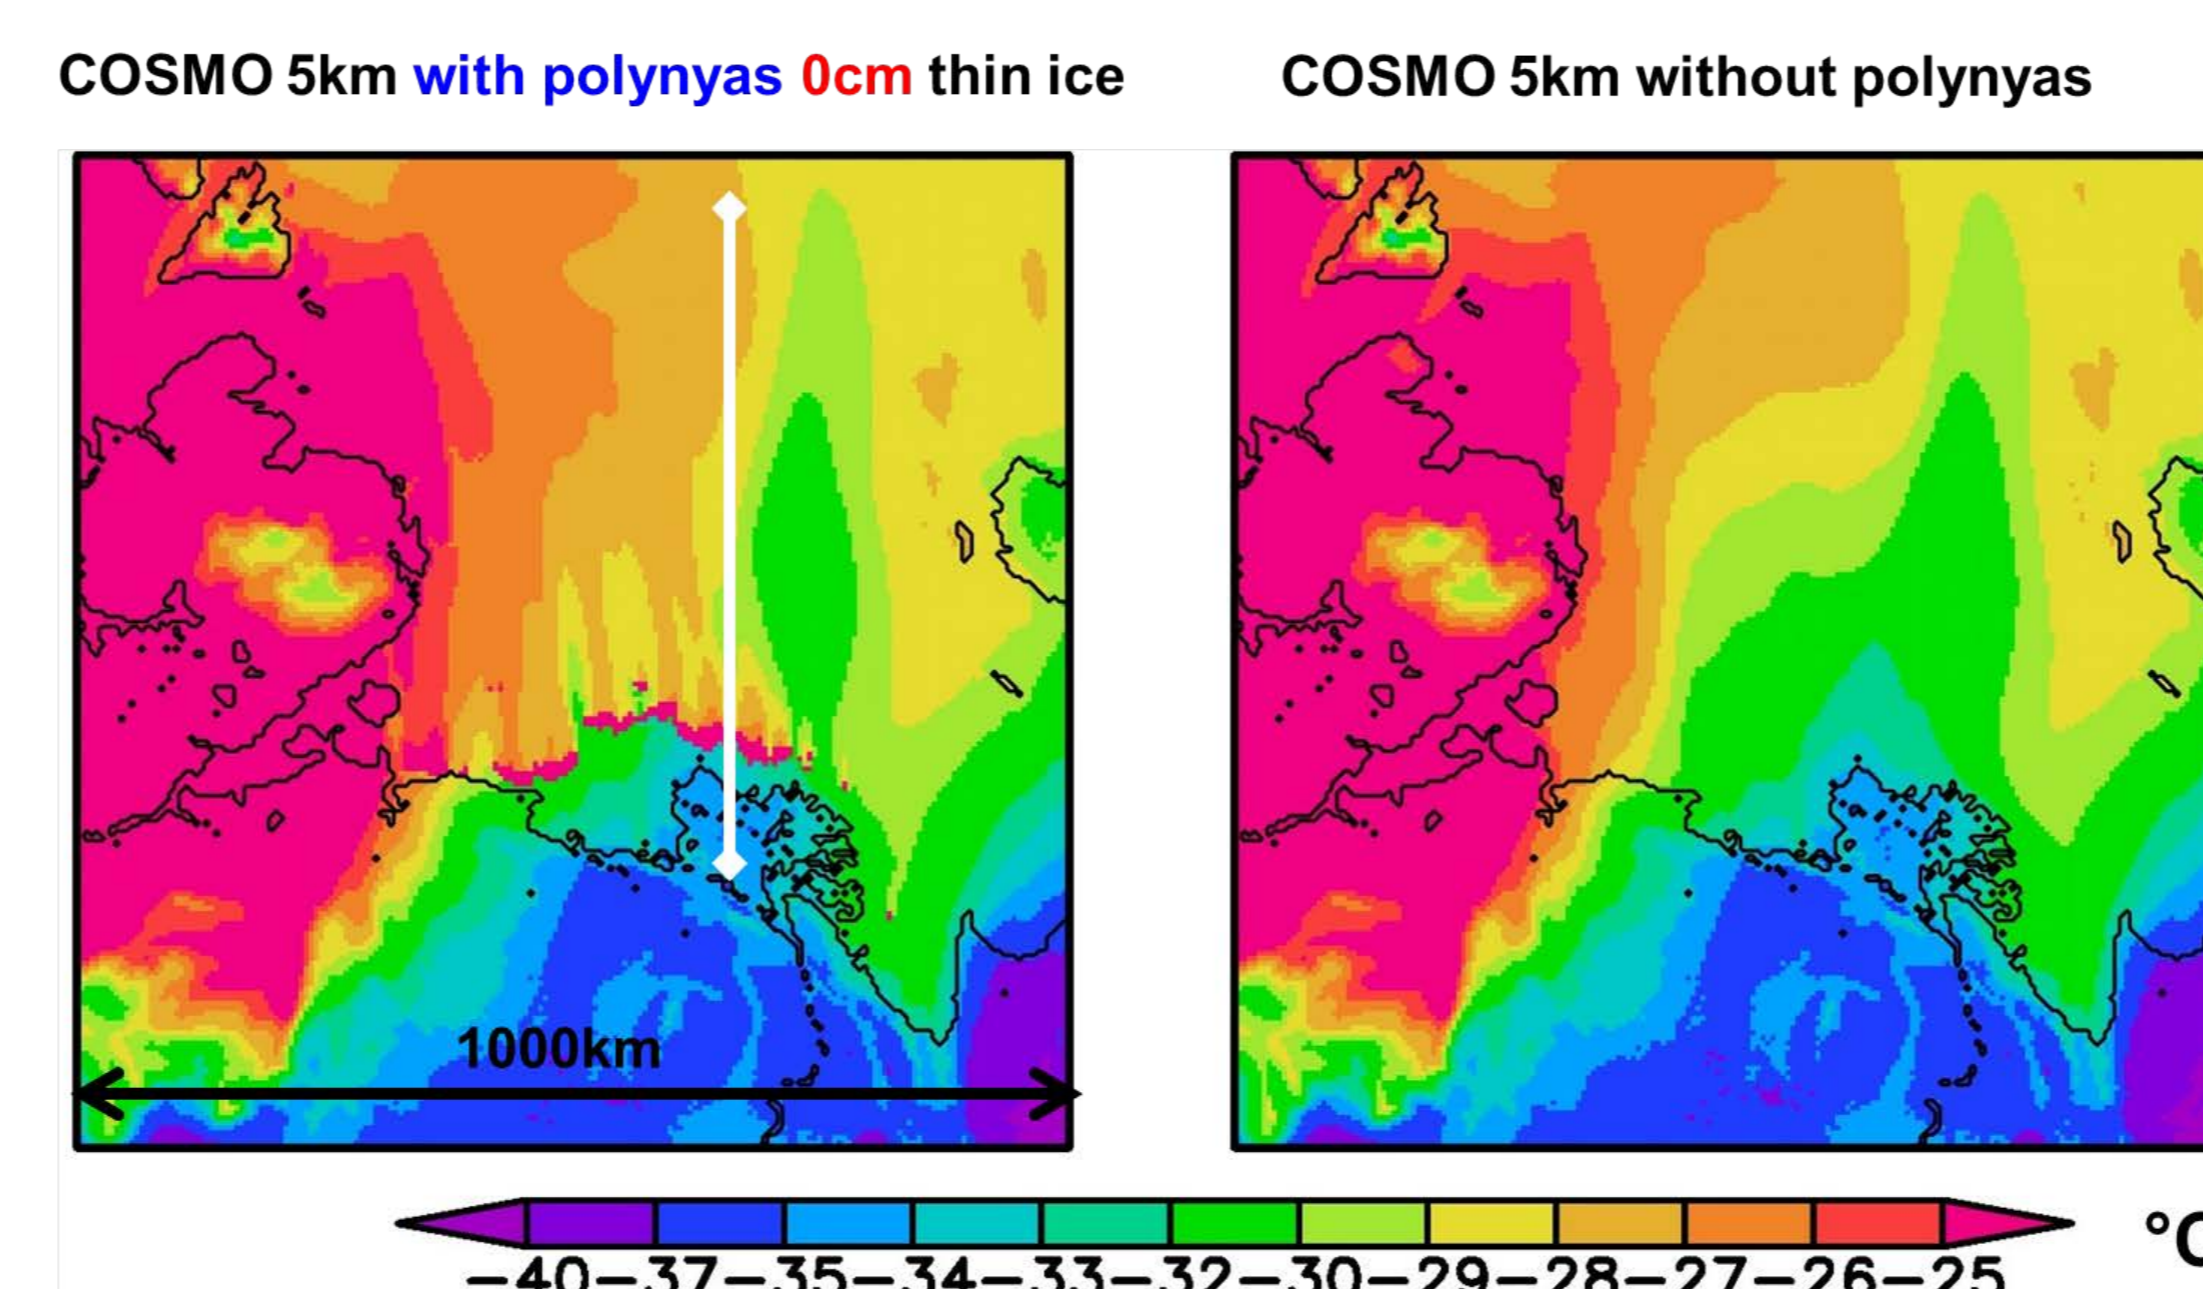 COSMO 5km with polynyas 0cm thin ice
COSMO 5km without polynyas
1000km
−40−37−35−34−33−32−30−29−28−27−26−25